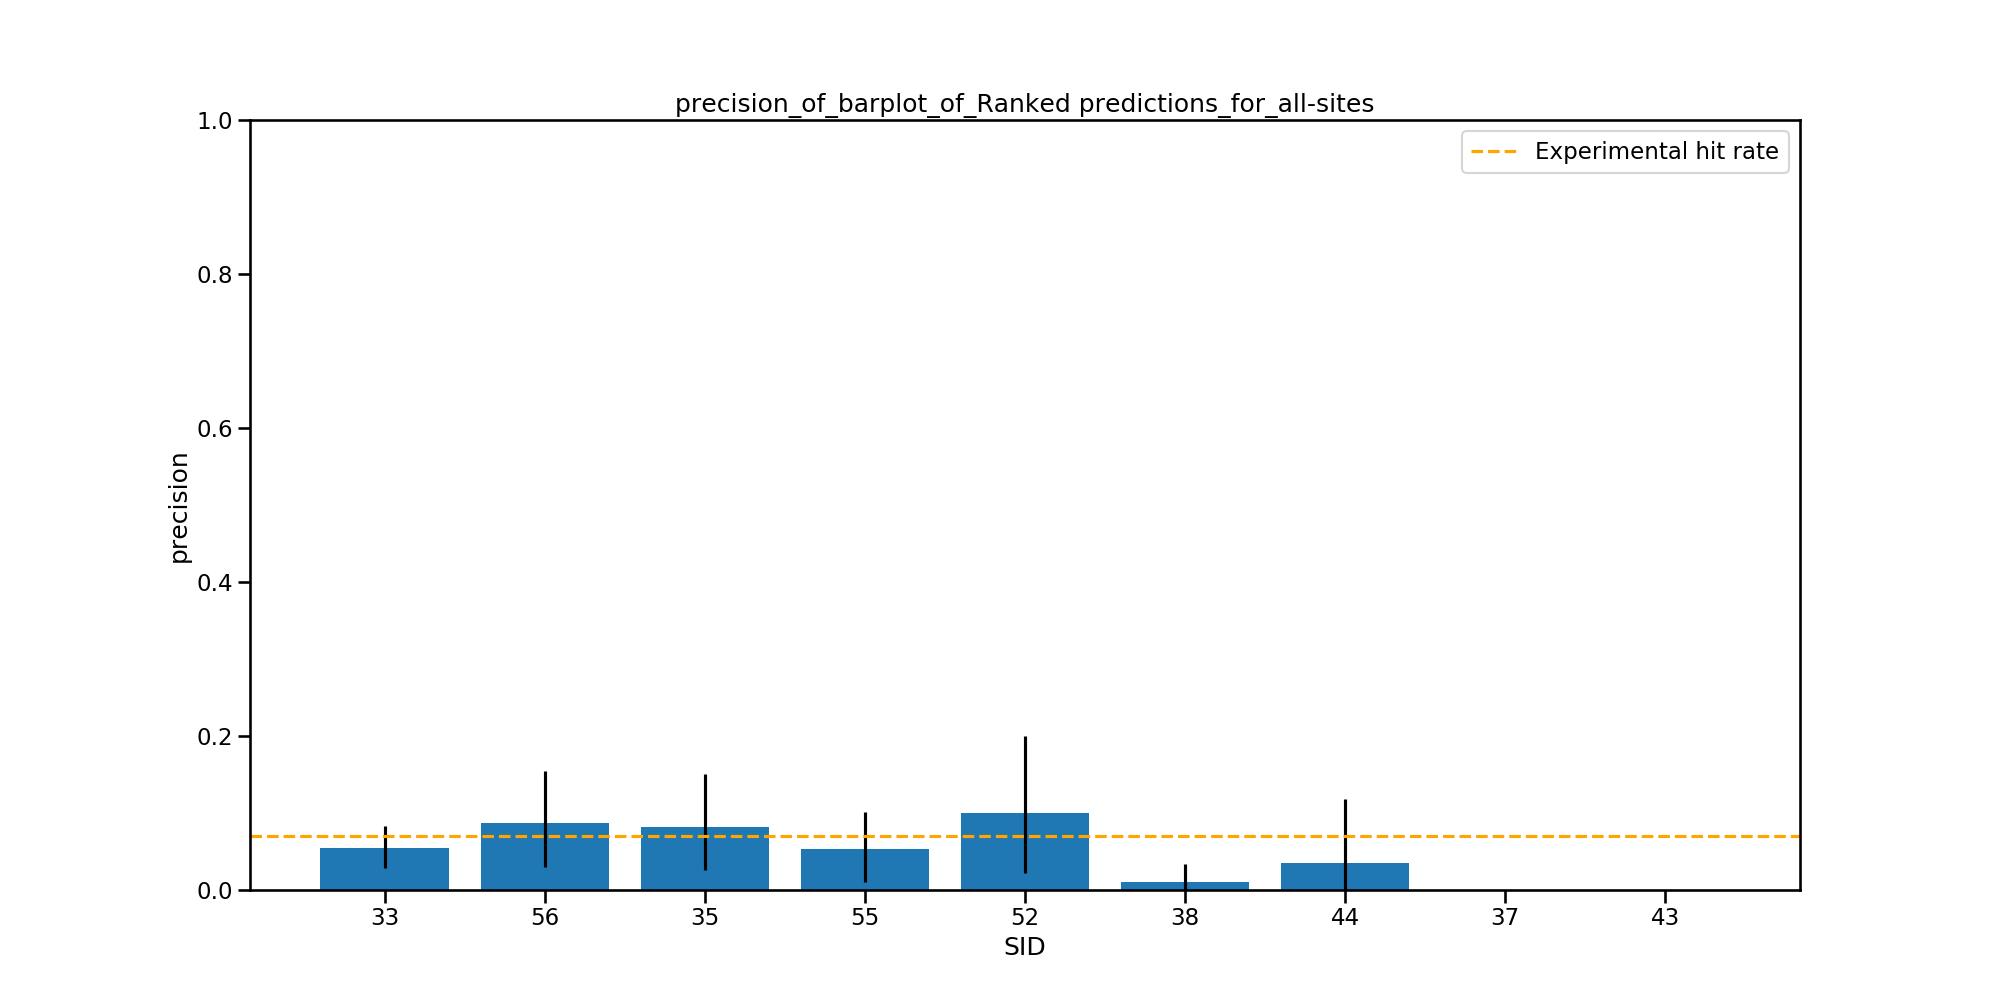 precision_of_barplot_of_Ranked predictions_for_all-sites
Experimental hit rate
precision
1.0
0.8
0.6
0.4
0.2
0.0
33 56 35 55 52 38 44 37 43
SID